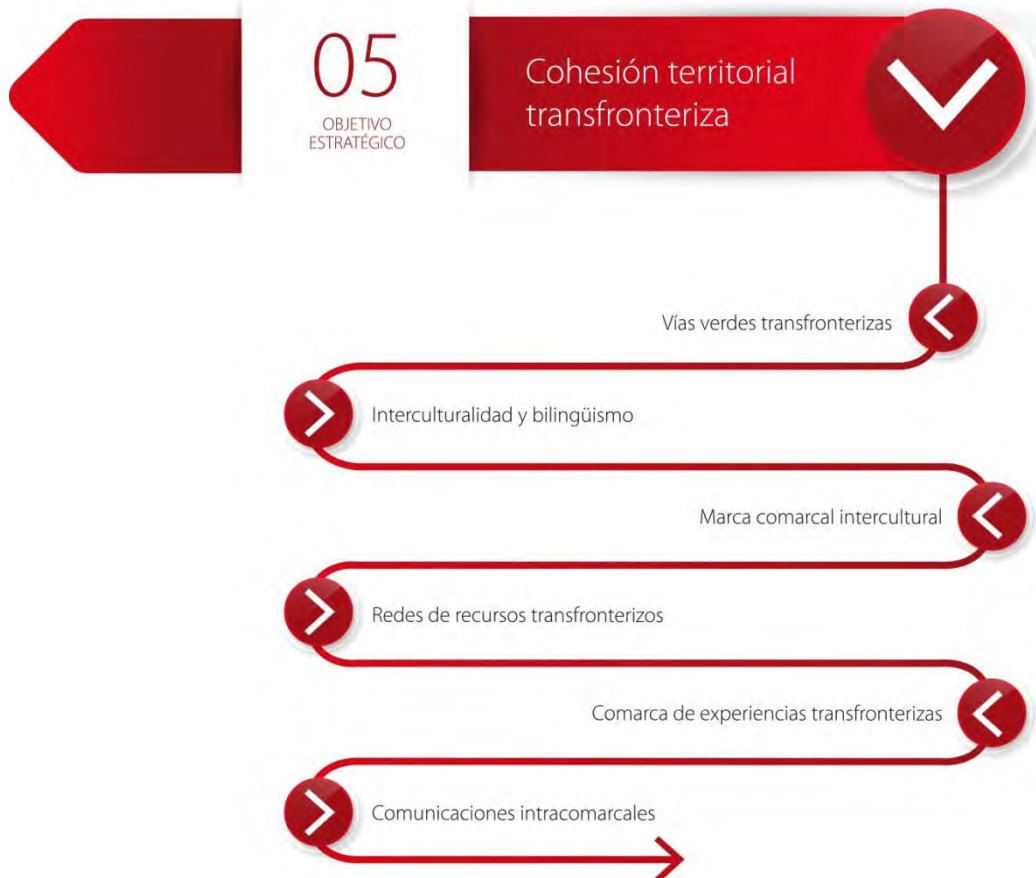 05
OBJETIVO
ESTRATÉGICO
Cohesión territorial
transfronteriza
Vías verdes transfronterizas
Interculturalidad y bilingüismo
Marca comarcal intercultural
Redes de recursos transfronterizos
Comarca de experiencias transfronterizas
Comunicaciones intracomarcales